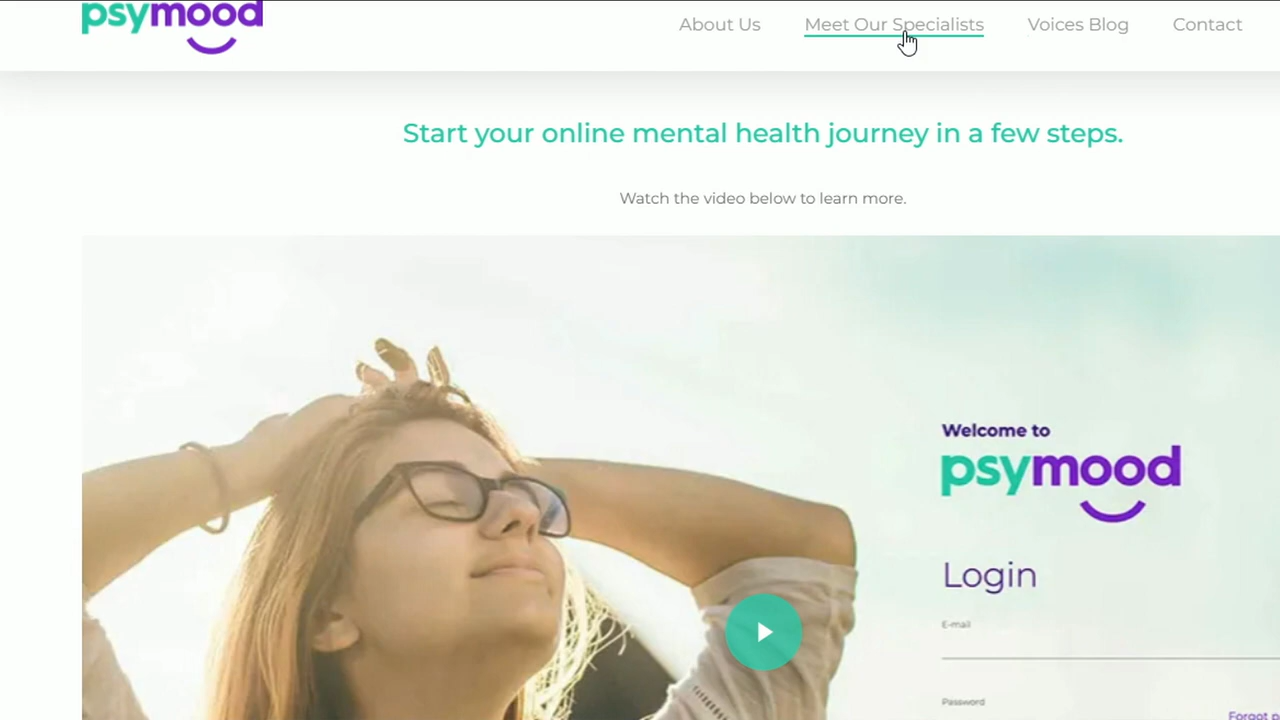 psymood
About Us
Meet Our Specialists
Voices Blog
Contact
Start your online mental health journey in a few steps.
Watch the video below to learn more.
Welcome to
psymood
Login
E-mail
Password
Forgot p